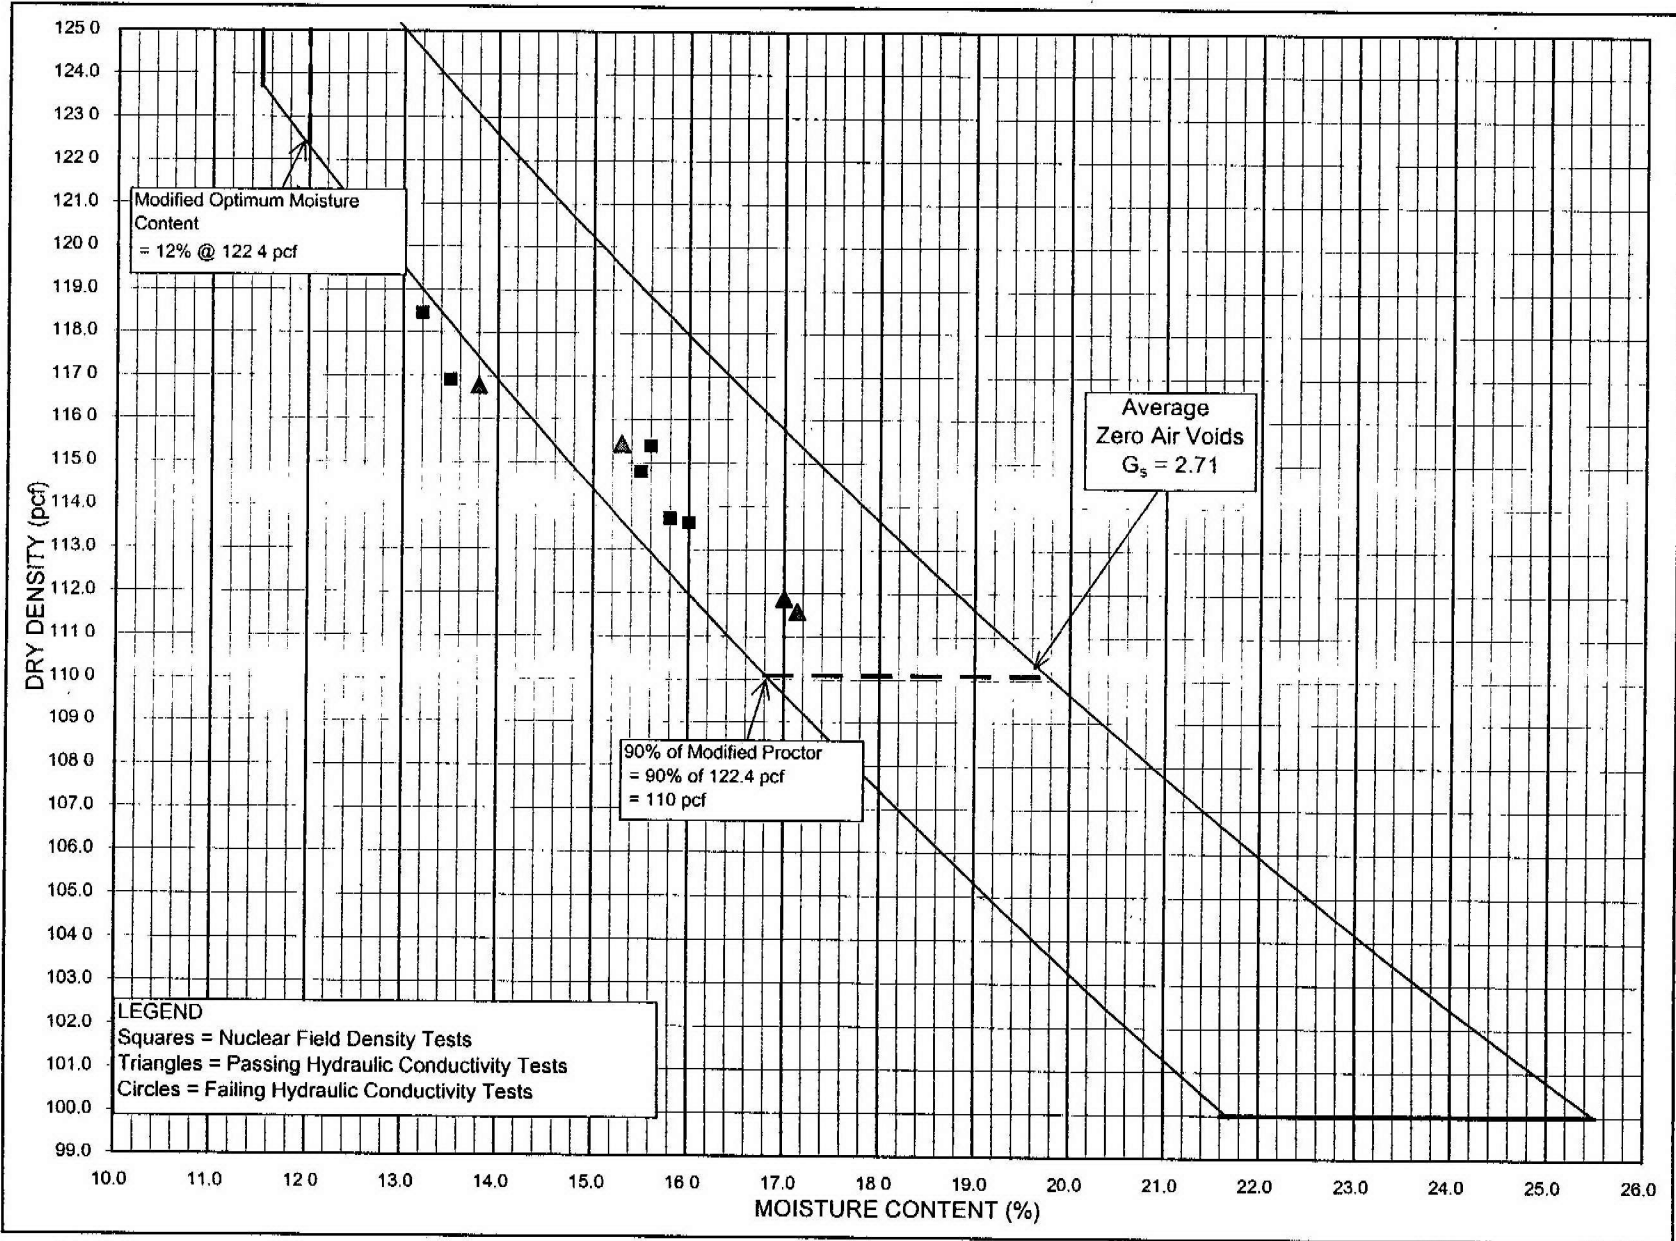 125 0
124.0
123 0
122 0
121.0
120 0
119.0
118.0
117.0
116 0
115.0
114.0
113.0
112.0
111 0
110 0
109 0
108 0
107.0
106.0
105.0
104 0
103.0
102.0
101.0
100.0
99.0
DRY DENSITY (pcf)
Modified Optimum Moisture
Content
= 12% @ 122 4 pcf
Average
Zero Air Voids
Gs = 2.71
90% of Modified Proctor
= 90% of 122.4 pcf
= 110 pcf
LEGEND
Squares = Nuclear Field Density Tests
Triangles = Passing Hydraulic Conductivity Tests
Circles = Failing Hydraulic Conductivity Tests
10.0 11.0 12 0 13.0 14.0 15.0 16 0 17.0 18 0 19.0 20.0 21.0 22.0 23.0 24.0 25.0 26.0
MOISTURE CONTENT (%)